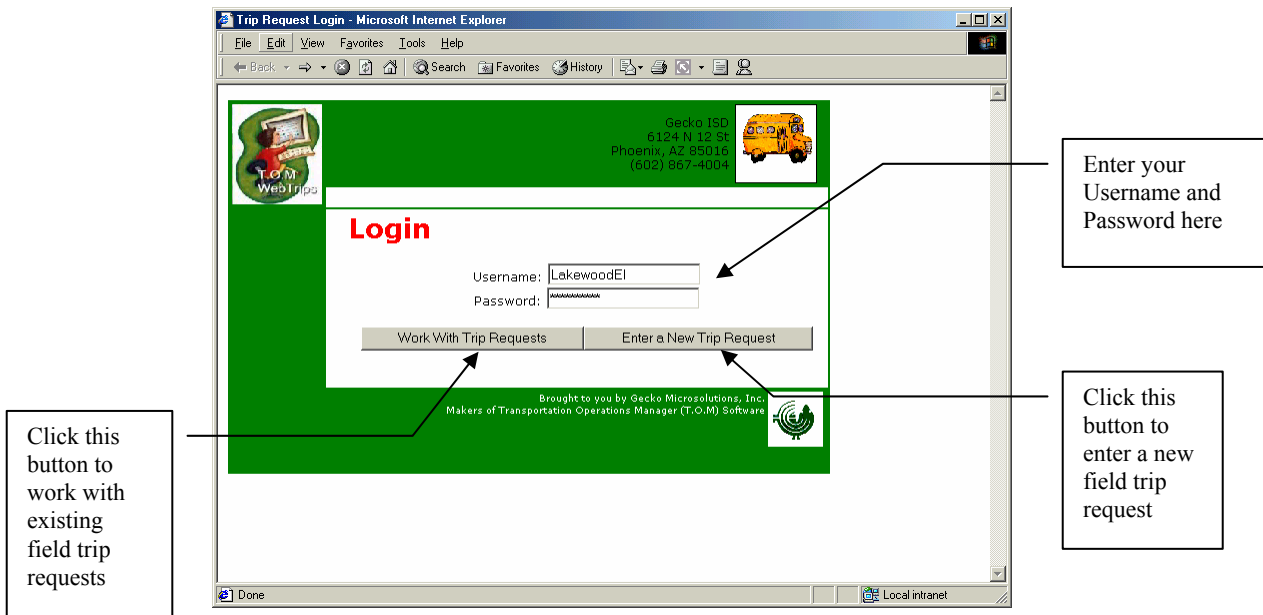 Trip Request Login - Microsoft Internet Explorer
File Edit View Favorites Tools Help
Back Search Favorites History
T.O.M
WebTrips
Gecko ISD
6124 N 12 St
Phoenix, AZ 85016
(602) 867-4004
Login
Username: LakewoodEl
Password: **********
Work With Trip Requests Enter a New Trip Request
Brought to you by Gecko Microsolutions, Inc.
Makers of Transportation Operations Manager (T.O.M) Software
Done Local intranet
Enter your
Username and
Password here
Click this
button to
enter a new
field trip
request
Click this
button to
work with
existing
field trip
requests